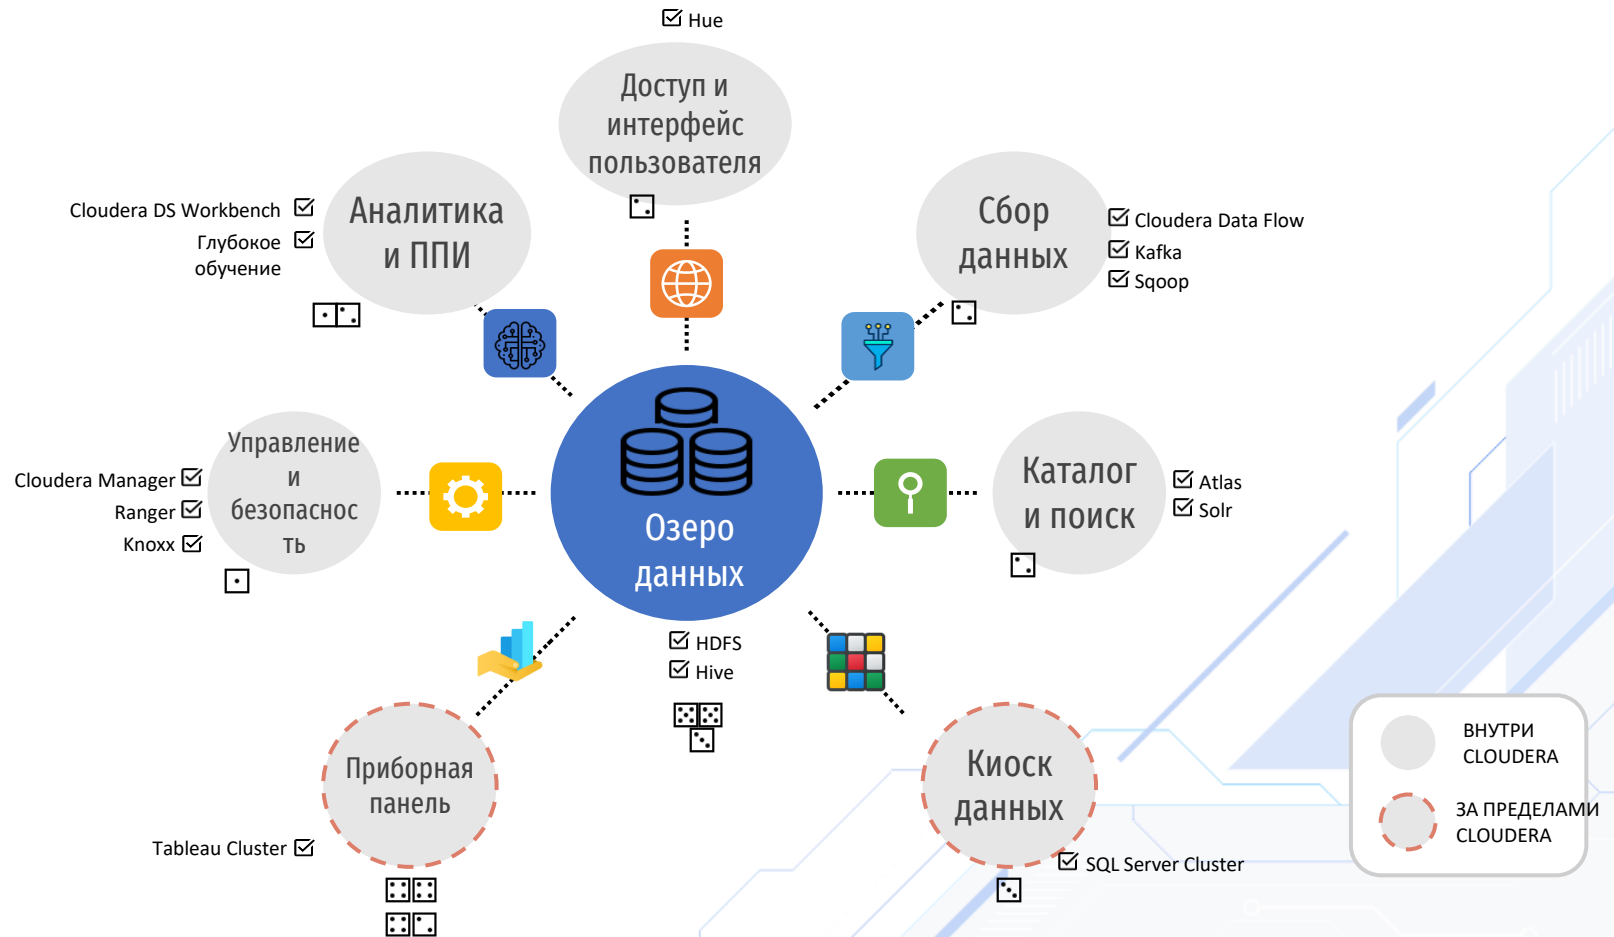 Hue
Доступ и
интерфейс
пользователя
Cloudera DS Workbench
Глубокое
обучение
Аналитика
и ППИ
Сбор
данных
Cloudera Data Flow
Kafka
Sqoop
Cloudera Manager
Ranger
Knoxx
Управление
и
безопаснос
ть
Озеро
данных
HDFS
Hive
Каталог
и поиск
Atlas
Solr
Приборная
панель
Tableau Cluster
Киоск
данных
SQL Server Cluster
ВНУТРИ
CLOUDERA
ЗА ПРЕДЕЛАМИ
CLOUDERA